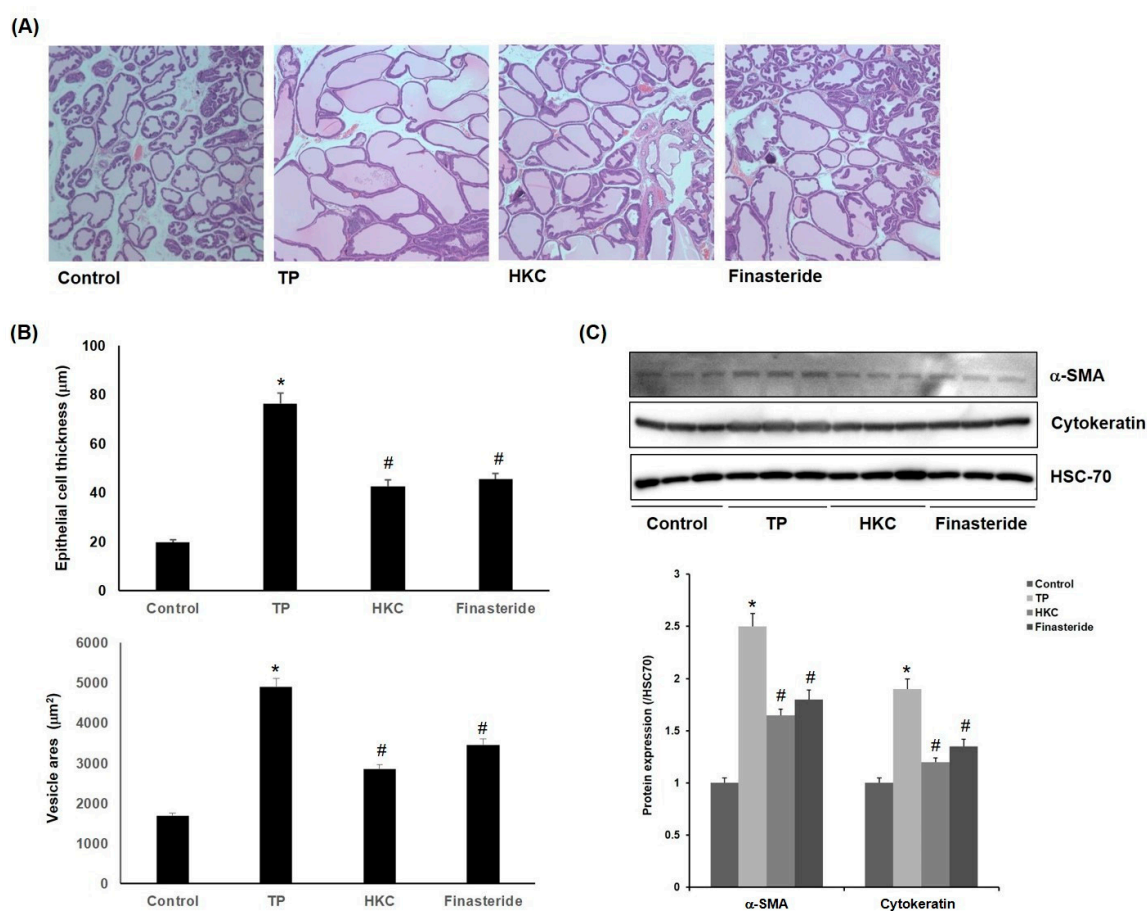 (A)
Control TP HKC Finasteride
(B)
100
80
60
40
20
0
Epithelial cell thickness (μm)
*
#
#
Control TP HKC Finasteride
6000
5000
4000
3000
2000
1000
0
Vesicle ares (μm²)
*
#
#
Control TP HKC Finasteride
(C)
α-SMA
Cytokeratin
HSC-70
Control TP HKC Finasteride
3
2.5
2
1.5
1
0.5
0
Protein expression (/HSC70)
*
#
#
*
#
#
Control
TP
HKC
Finasteride
α-SMA Cytokeratin